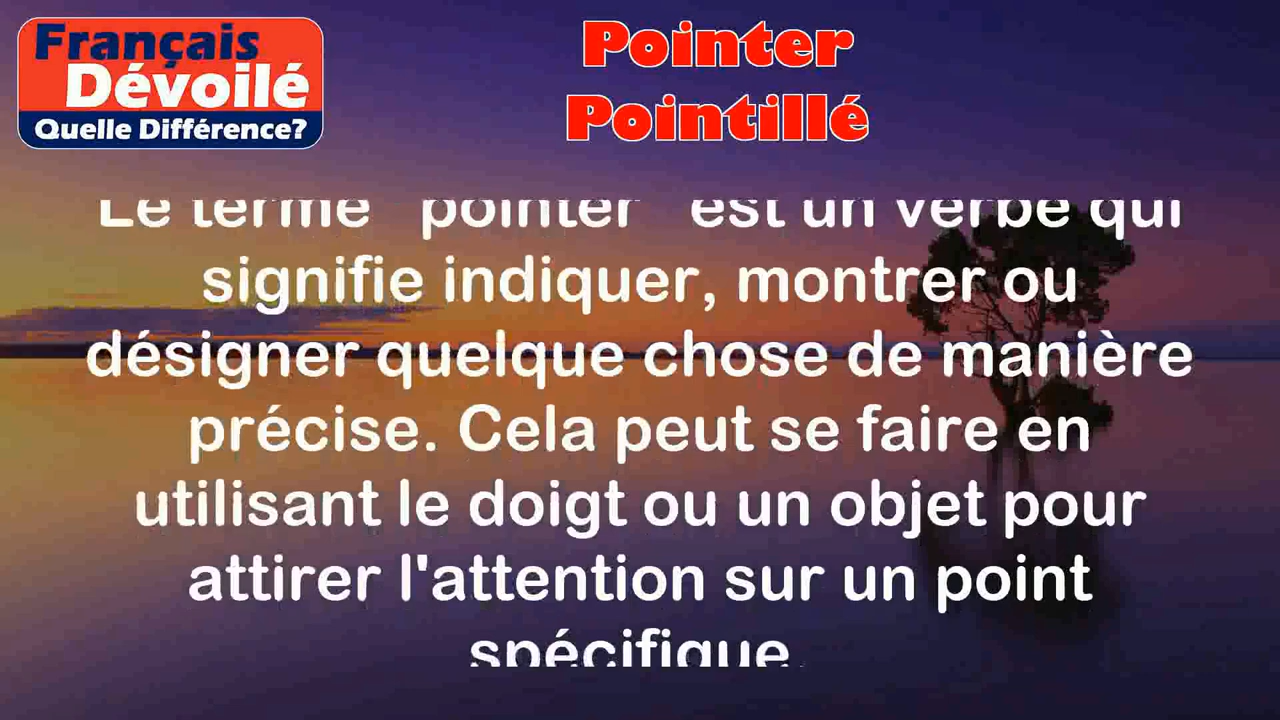 Français
Dévoilé
Quelle Différence?
Pointer
Pointillé
Le terme "pointer" est un verbe qui
signifie indiquer, montrer ou
désigner quelque chose de manière
précise. Cela peut se faire en
utilisant le doigt ou un objet pour
attirer l'attention sur un point
spécifique.